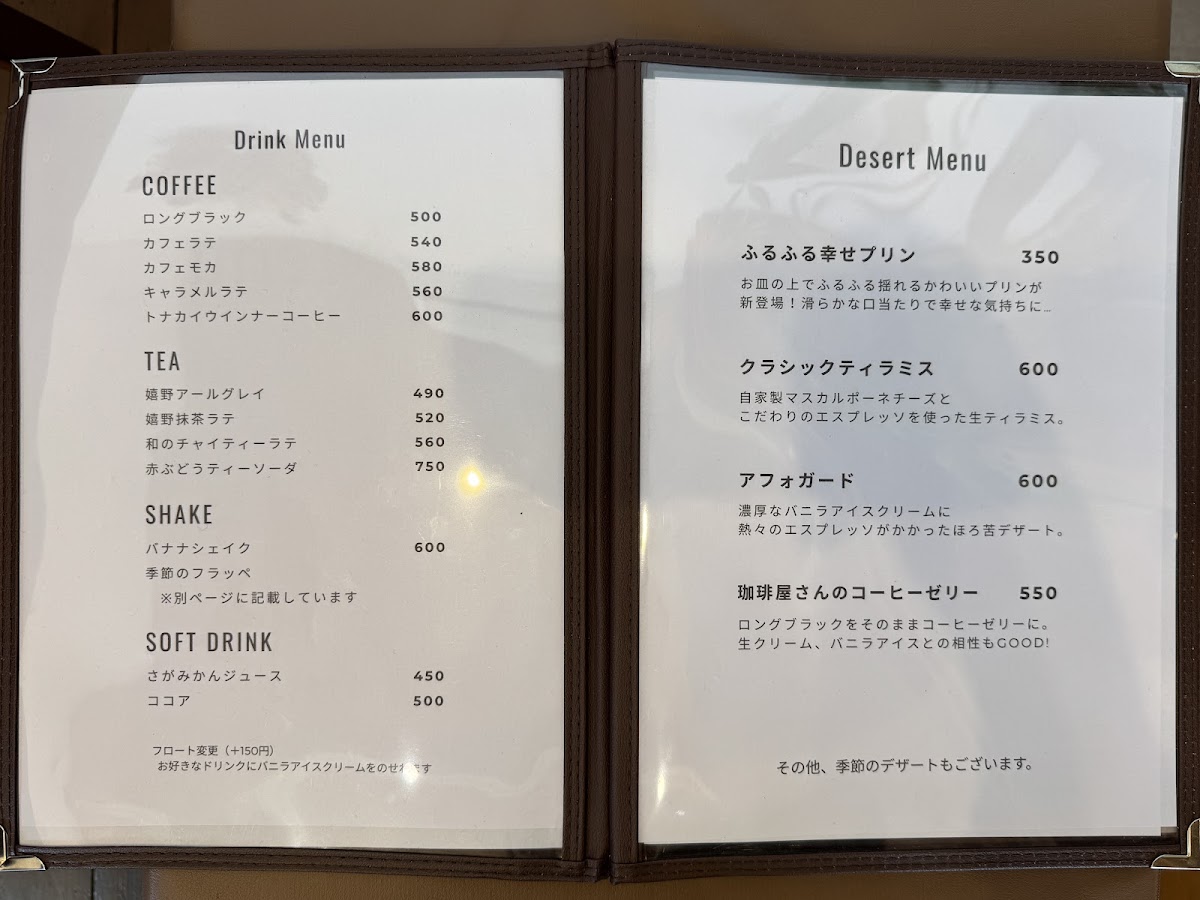 Drink Menu
COFFEE
ロングブラック 500
カフェラテ 540
カフェモカ 580
キャラメルラテ 560
トナカイウインナーコーヒー 600
TEA
嬉野アールグレイ 490
嬉野抹茶ラテ 520
和のチャイティーラテ 560
赤ぶどうティーソーダ 750
SHAKE
バナナシェイク 600
季節のフラッペ
※別ページに記載しています
SOFT DRINK
さがみかんジュース 450
ココア 500
フロート変更（＋150円）
お好きなドリンクにバニラアイスクリームをのせれます
Desert Menu
ふるふる幸せプリン 350
お皿の上でふるふる揺れるかわいいプリンが
新登場！滑らかな口当たりで幸せな気持ちに…
クラシックティラミス 600
自家製マスカルポーネチーズと
こだわりのエスプレッソを使った生ティラミス。
アフォガード 600
濃厚なバニラアイスクリームに
熱々のエスプレッソがかかったほろ苦デザート。
珈琲屋さんのコーヒーゼリー 550
ロングブラックをそのままコーヒーゼリーに。
生クリーム、バニラアイスとの相性もGOOD!
その他、季節のデザートもございます。